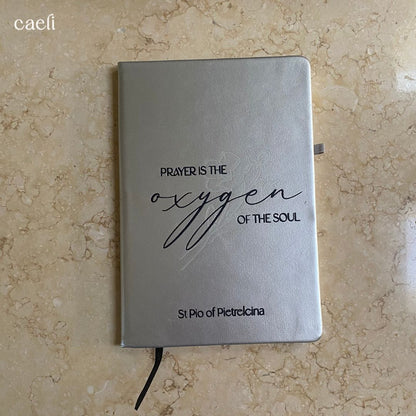 caeli
PRAYER IS THE
oxygen
OF THE SOUL
St Pio of Pietrelcina